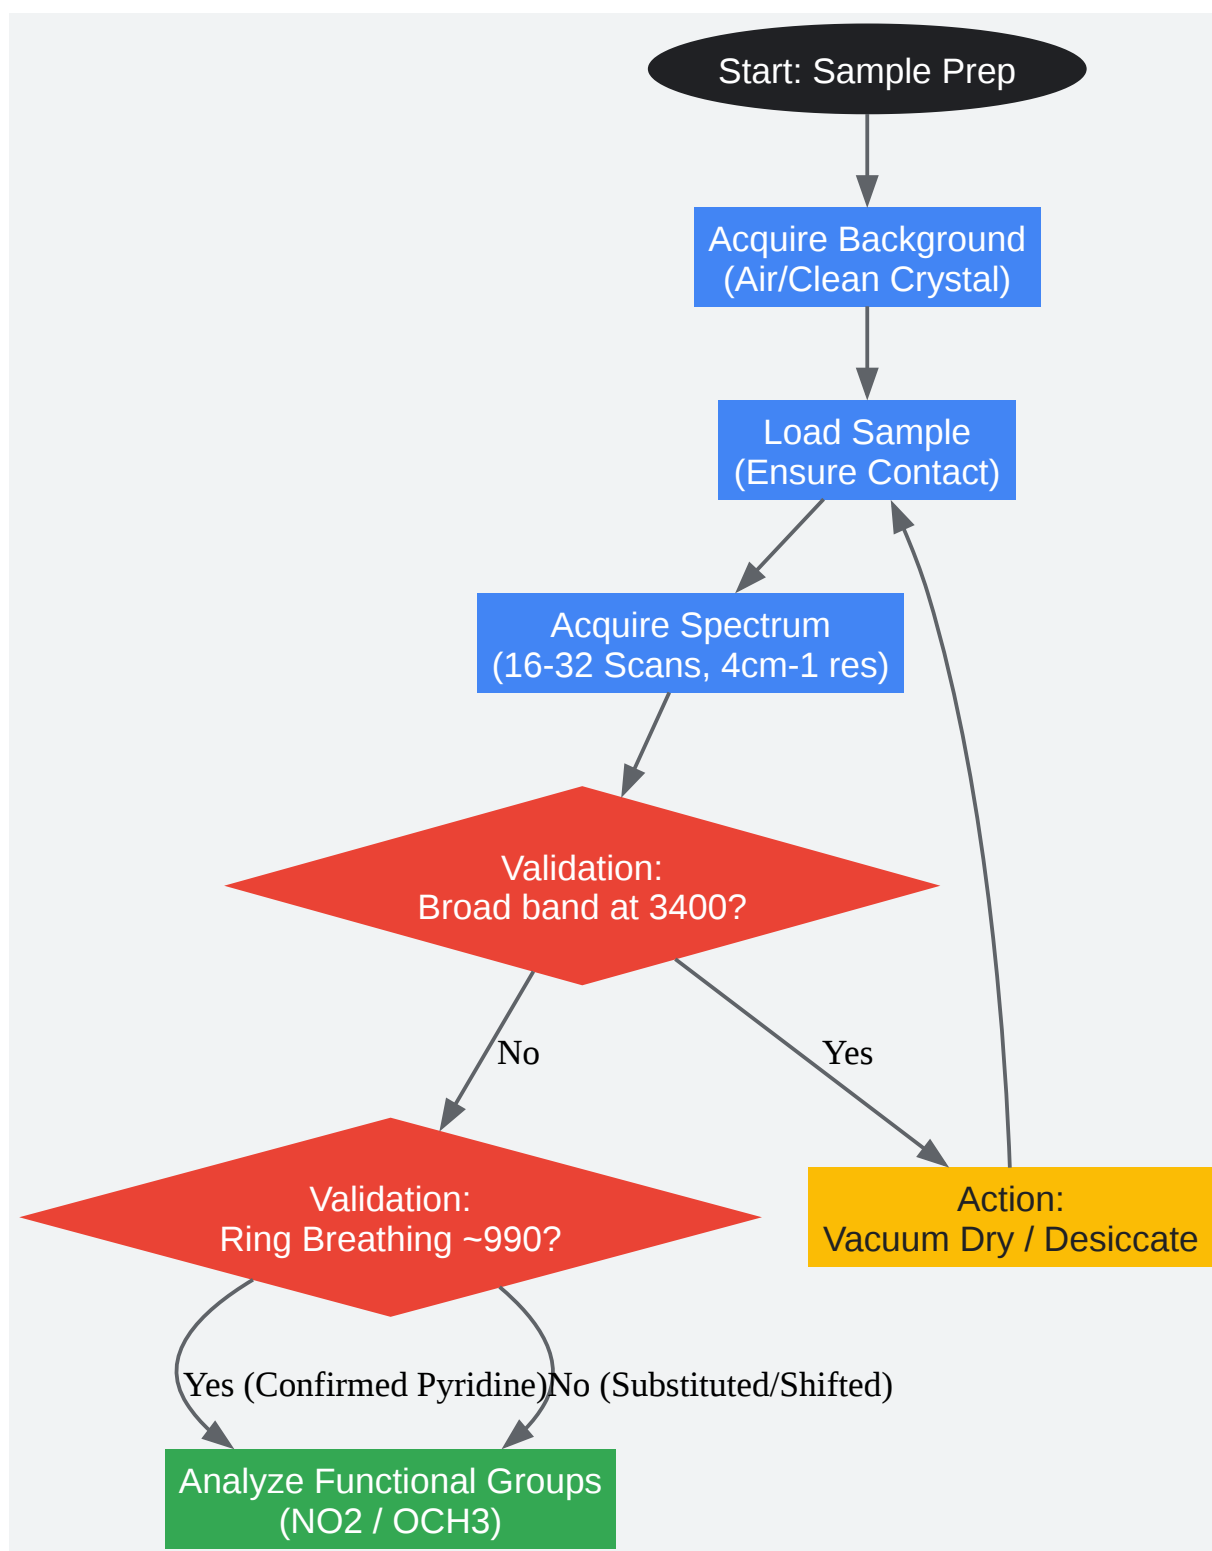 Start: Sample Prep
Acquire Background
(Air/Clean Crystal)
Load Sample
(Ensure Contact)
Acquire Spectrum
(16-32 Scans, 4cm-1 res)
Validation:
Broad band at 3400?
No
Yes
Validation:
Ring Breathing ~990?
Action:
Vacuum Dry / Desiccate
Yes (Confirmed Pyridine)
No (Substituted/Shifted)
Analyze Functional Groups
(NO2 / OCH3)